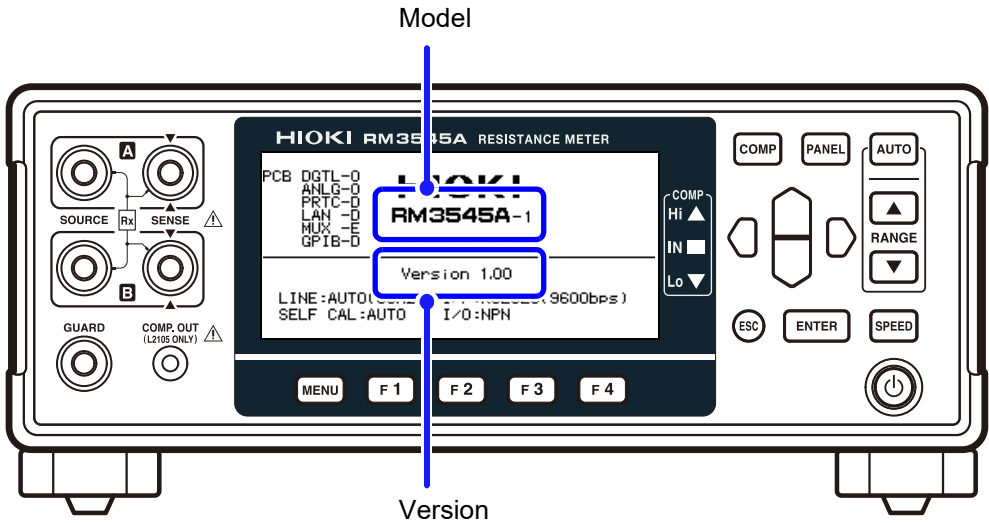 Model
HIOKI RM3545A RESISTANCE METER
A
SOURCE Rx SENSE
B
GUARD
COMP. OUT
(L2105 ONLY)
PCB DGTL-O
ANLG-O
PRTC-D
LAN -D
MUX -E
GPIB-D
HIOKI
RM3545A-1
Version 1.00
LINE:AUTO( (9600bps)
SELF CAL:AUTO I/O:NPN
COMP
Hi
IN
Lo
COMP
PANEL
AUTO
RANGE
ESC
ENTER
SPEED
MENU
F 1
F 2
F 3
F 4
Version